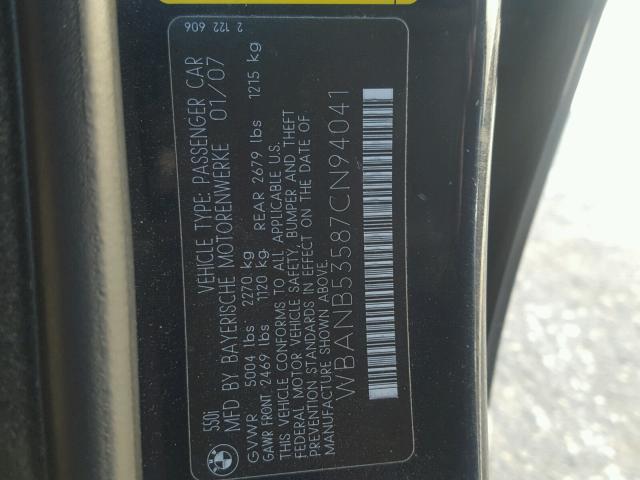 2 122 606
550i VEHICLE TYPE: PASSENGER CAR
MFD BY BAYERISCHE MOTORENWERKE 01/07
GVWR 5004 lbs 2270 kg
GAWR FRONT 2469 lbs 1120 kg REAR 2679 lbs 1215 kg
THIS VEHICLE CONFORMS TO ALL APPLICABLE U.S.
FEDERAL MOTOR VEHICLE SAFETY, BUMPER AND THEFT
PREVENTION STANDARDS IN EFFECT ON THE DATE OF
MANUFACTURE SHOWN ABOVE.
WBANB53587CN94041